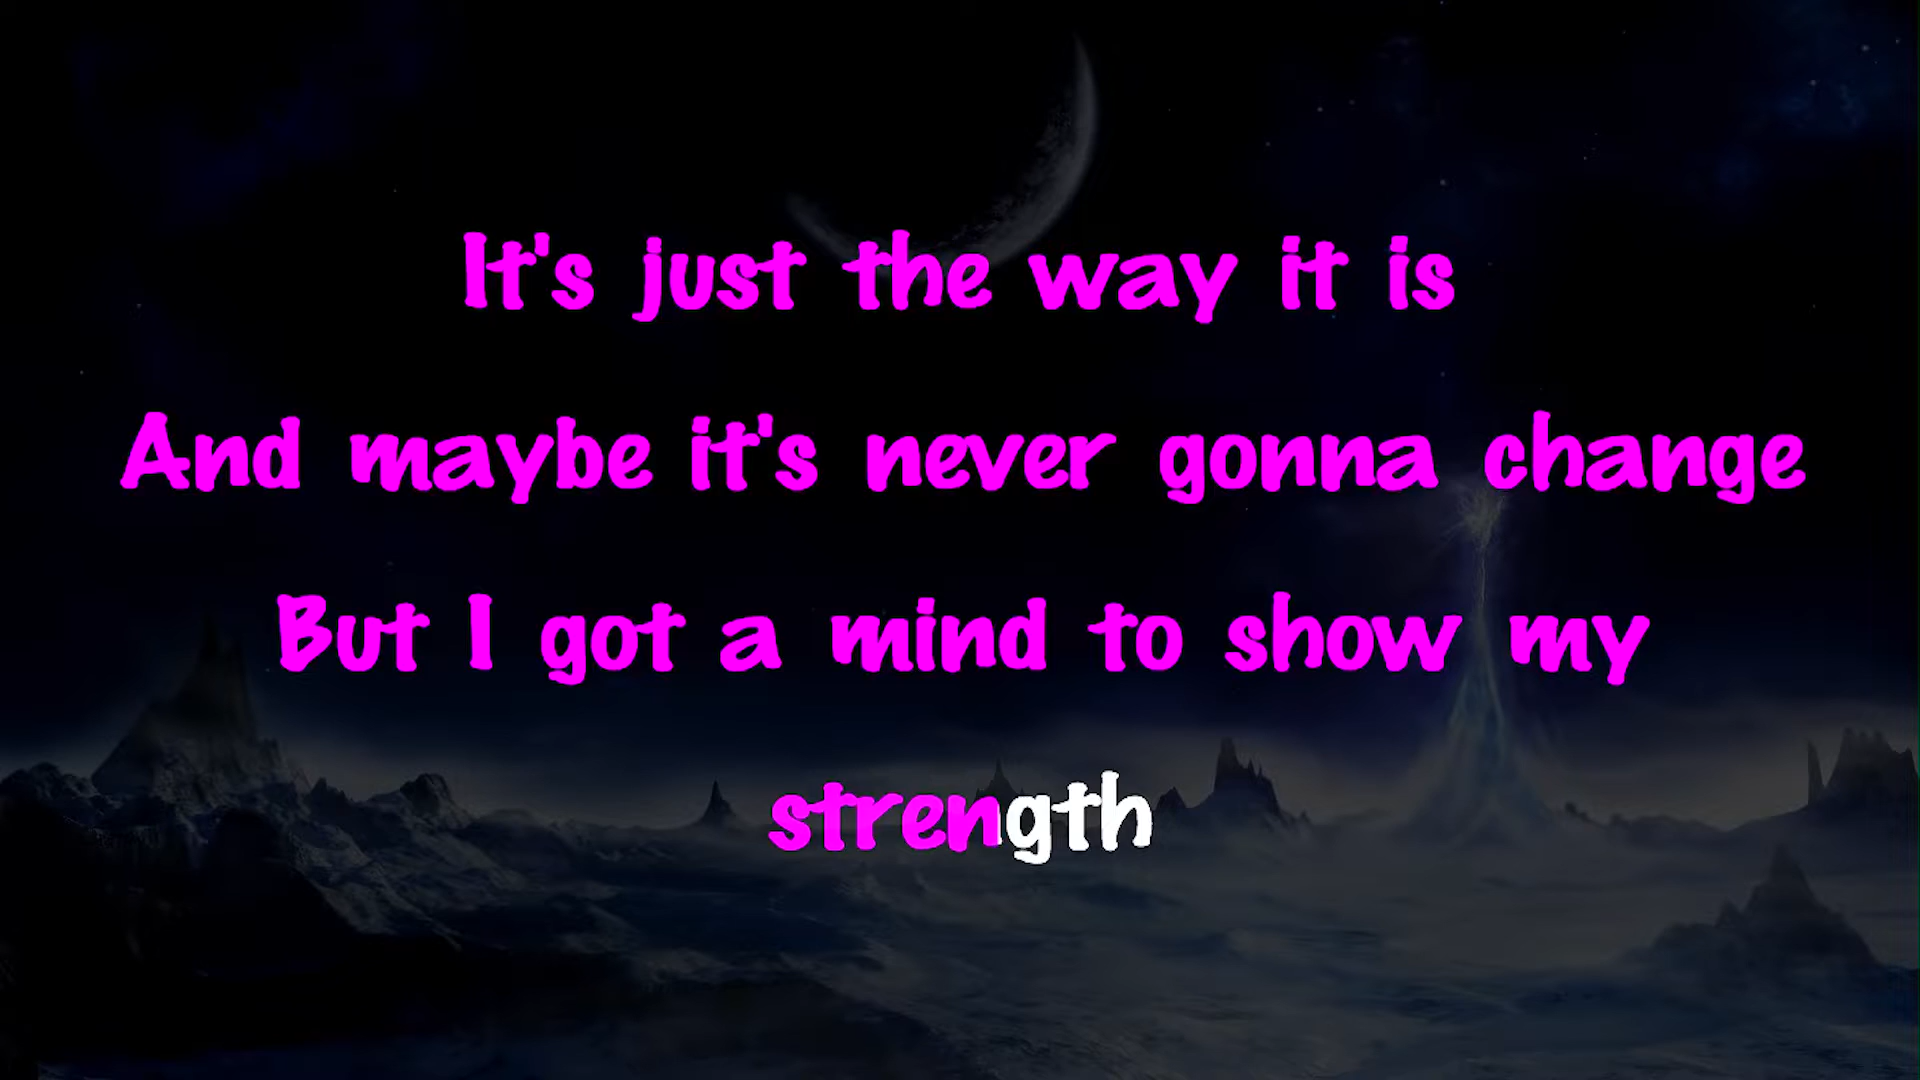 It's just the way it is
And maybe it's never gonna change
But I got a mind to show my
strength